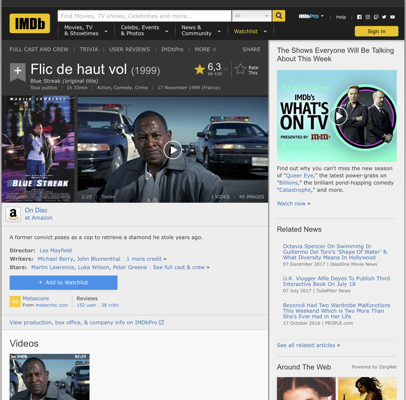 IMDb
Find Movies, TV shows, Celebrities and more...
All
IMDbPro
Help
Movies, TV & Showtimes
Celebs, Events & Photos
News & Community
Watchlist
Sign in
FULL CAST AND CREW | TRIVIA | USER REVIEWS | IMDbPro | MORE
SHARE
Flic de haut vol (1999)
Blue Streak (original title)
Tous publics | 1h 33min | Action, Comedy, Crime | 17 November 1999 (France)
6,3
Rate This
MARTIN LAWRENCE
BLUE STREAK
2:25 | Trailer
1 VIDEO | 40 IMAGES
On Disc
at Amazon
A former convict poses as a cop to retrieve a diamond he stole years ago.
Director: Les Mayfield
Writers: Michael Berry, John Blumenthal | 1 more credit »
Stars: Martin Lawrence, Luke Wilson, Peter Greene | See full cast & crew »
+ Add to Watchlist
Metascore
From metacritic.com
Reviews
152 user | 38 critic
View production, box office, & company info on IMDbPro
Videos
The Shows Everyone Will Be Talking
About This Week
IMDb's
WHAT'S
ON TV
PRESENTED BY
Find out why you can't miss the new season
of "Queer Eye," the latest power-grabs on
"Billions," the brilliant pond-hopping comedy
"Catastrophe," and more.
Watch now »
Related News
Octavia Spencer On Swimming In
Guillermo Del Toro's 'Shape Of Water' &
What Diversity Means In Hollywood
07 December 2017 | Deadline Movie News
U.K. Vlogger Alfie Deyes To Publish Third
Interactive Book On July 18
07 July 2017 | Tubefilter News
Beyoncé Had Two Wardrobe Malfunctions
This Weekend Which is Two More Than
She's Ever Had in Her Life
17 October 2016 | PEOPLE.com
See all related articles »
Around The Web
Powered by ZergNet